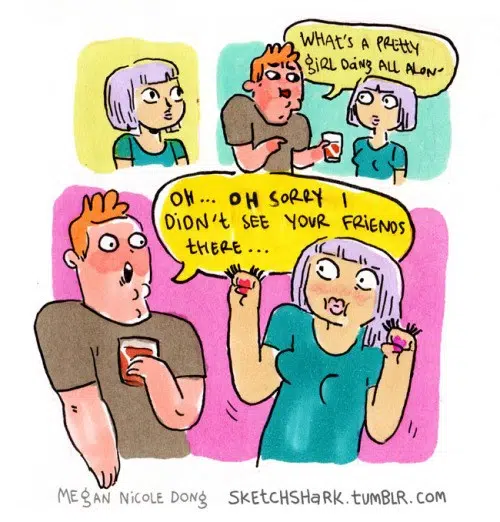 WHAT'S A PRETTY
GIRL DOING ALL ALON-
OH... OH SORRY I
DIDN'T SEE YOUR FRIENDS
THERE...
MEGAN NICOLE DONG SKETCHSHARK.TUMBLR.COM